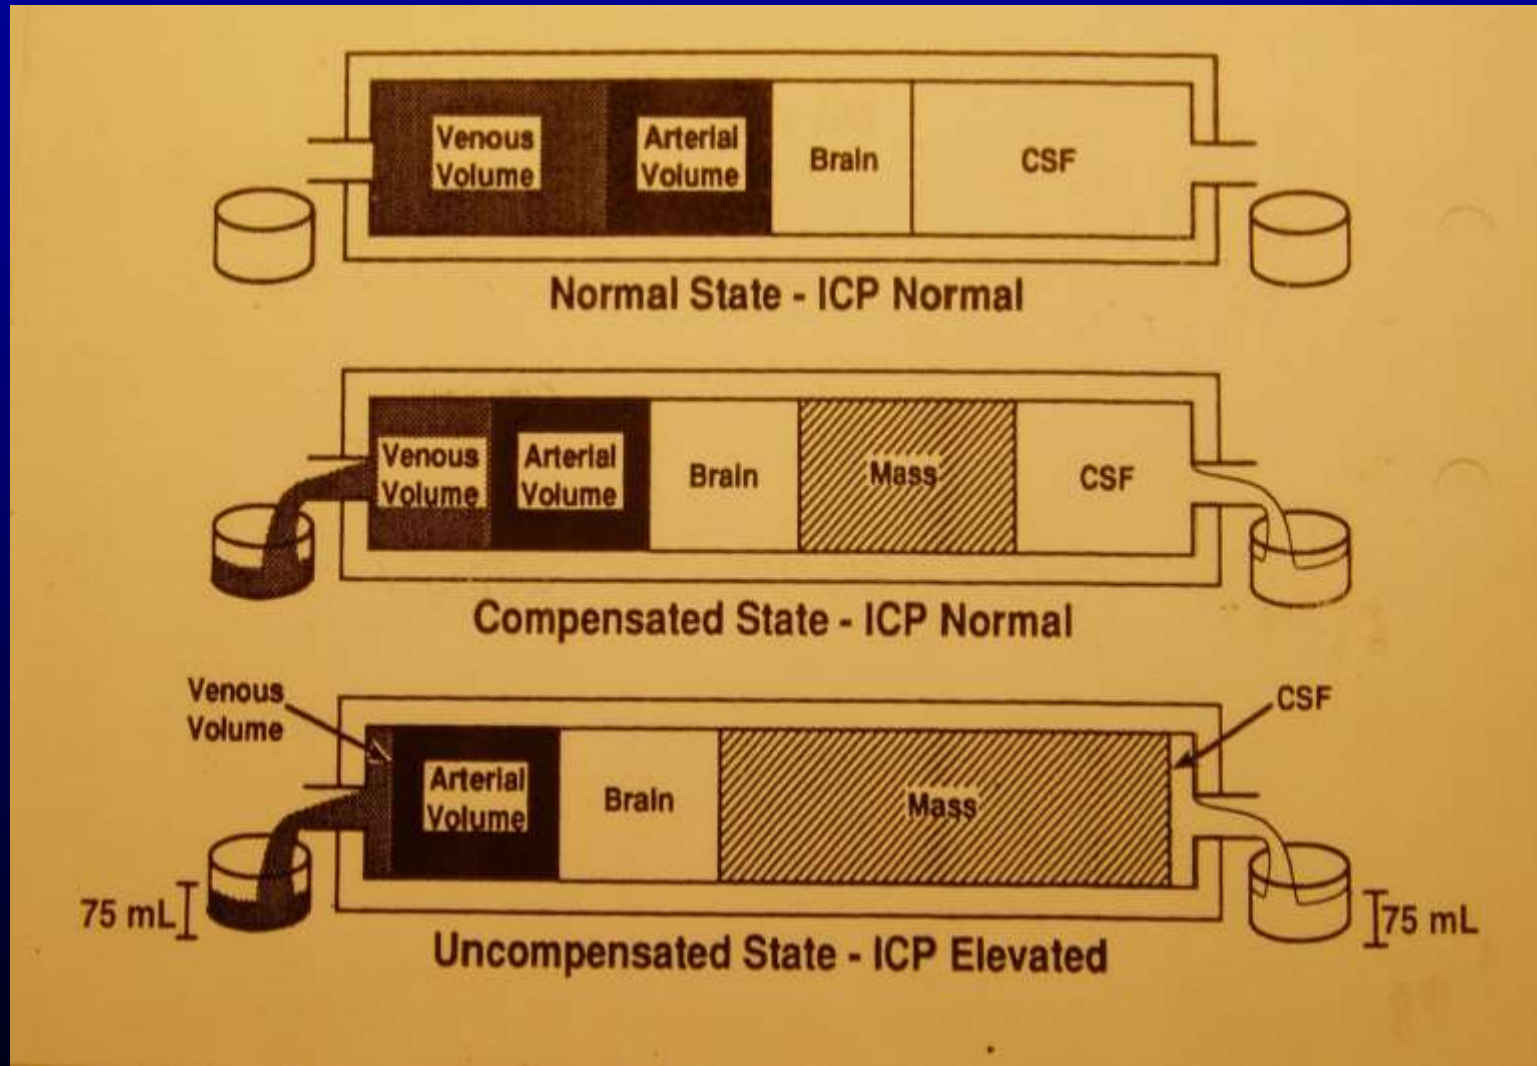 Venous
Volume
Arterial
Volume
Brain
CSF
Normal State - ICP Normal
Venous
Volume
Arterial
Volume
Brain
Mass
CSF
Compensated State - ICP Normal
Venous
Volume
CSF
Arterial
Volume
Brain
Mass
75 mL
75 mL
Uncompensated State - ICP Elevated